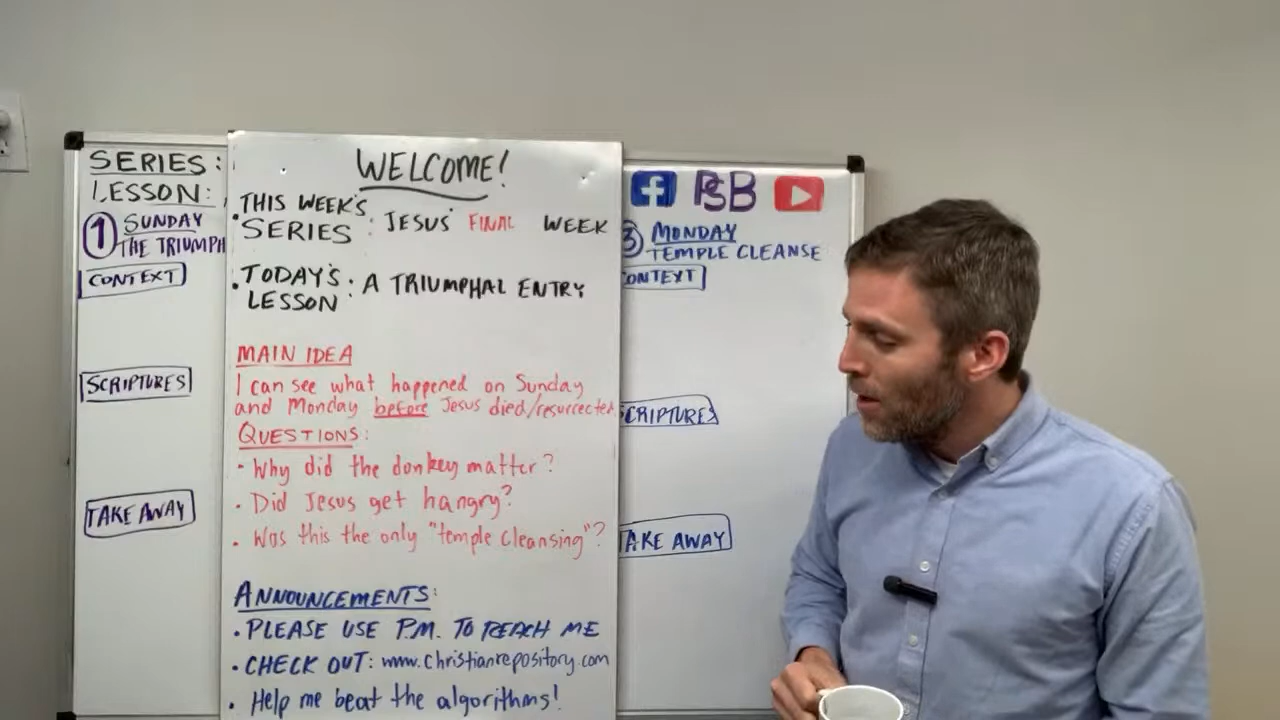 SERIES:
LESSON:
① SUNDAY
THE TRIUMPH
CONTEXT
SCRIPTURES
TAKE AWAY
WELCOME!
• THIS WEEK'S
SERIES : JESUS' FINAL WEEK
• TODAY'S
LESSON : A TRIUMPHAL ENTRY
MAIN IDEA
I can see what happened on Sunday
and Monday before Jesus died/resurrected
QUESTIONS:
• Why did the donkey matter?
• Did Jesus get hangry?
• Was this the only "temple cleansing"?
ANNOUNCEMENTS:
• PLEASE USE P.M. TO REACH ME
• CHECK OUT: www.christianrepository.com
• Help me beat the algorithms!
f PSB
③ MONDAY
TEMPLE CLEANSE
CONTEXT
SCRIPTURES
TAKE AWAY